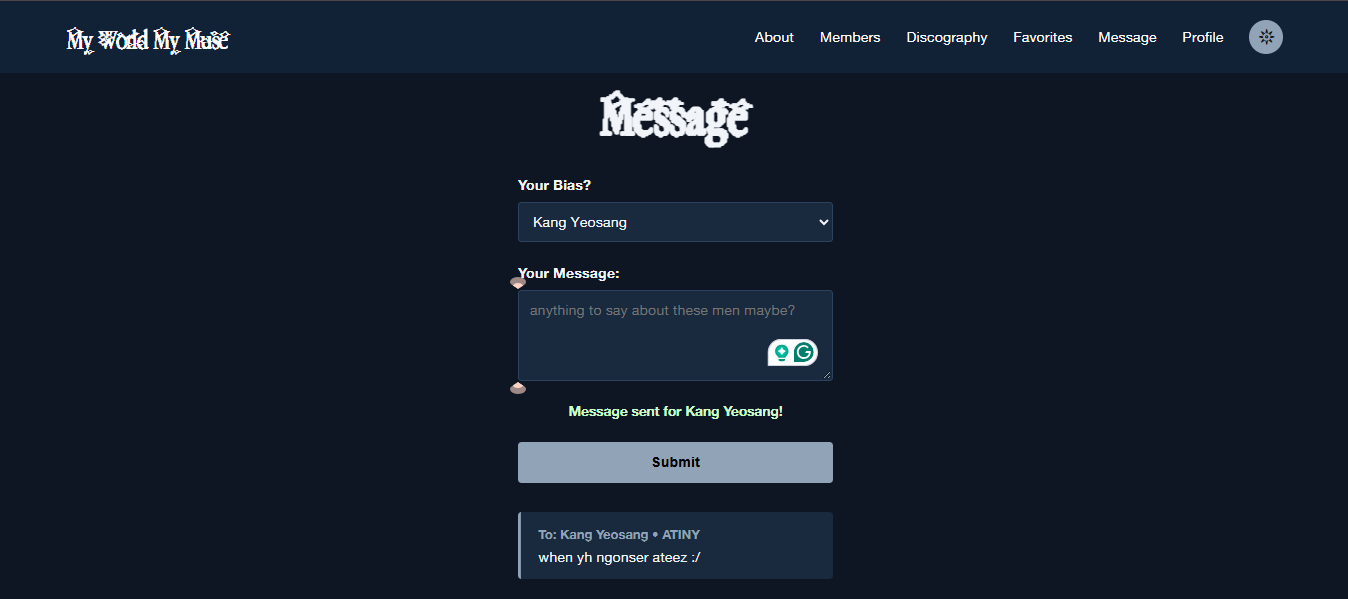 My World My Muse
About Members Discography Favorites Message Profile
Message
Your Bias?
Kang Yeosang
Your Message:
anything to say about these men maybe?
Message sent for Kang Yeosang!
Submit
To: Kang Yeosang • ATINY
when yh ngonser ateez :/